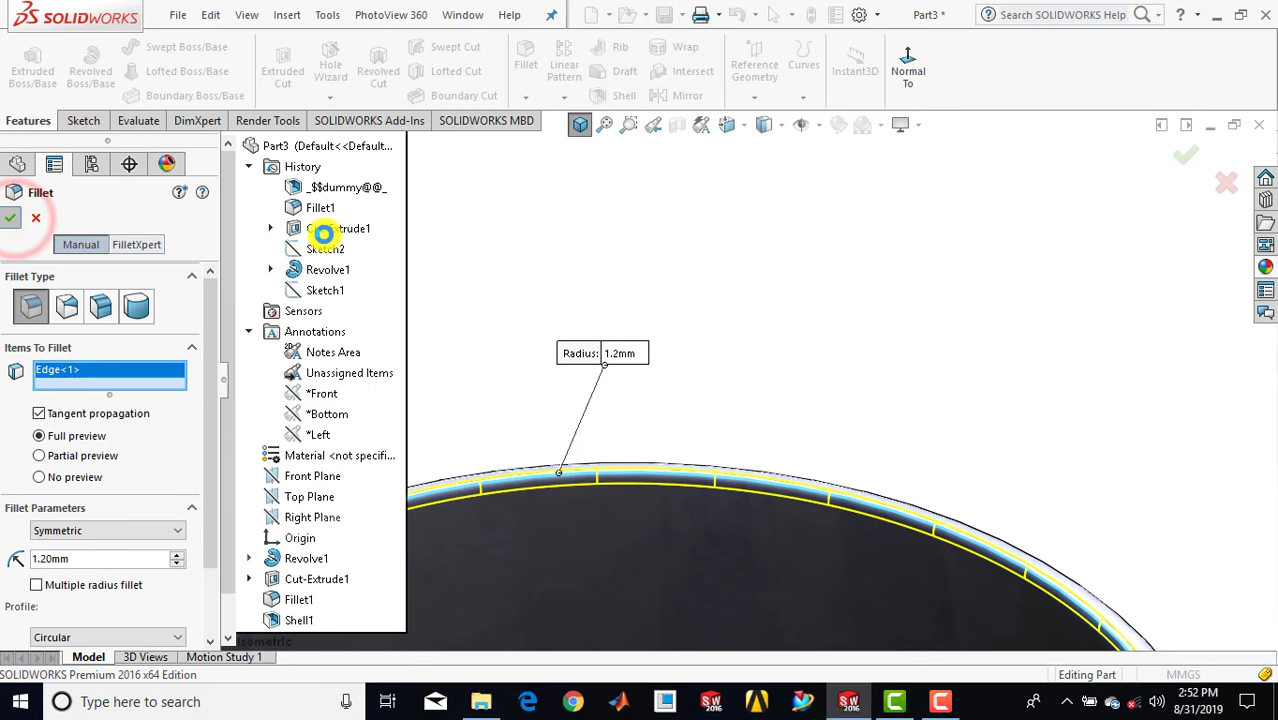 SOLIDWORKS File Edit View Insert Tools PhotoView 360 Window Help Part3 * Search SOLIDWORKS Help
Extruded Boss/Base
Revolved Boss/Base
Swept Boss/Base
Lofted Boss/Base
Boundary Boss/Base
Extruded Cut
Hole Wizard
Revolved Cut
Swept Cut
Lofted Cut
Boundary Cut
Fillet
Linear Pattern
Rib
Draft
Shell
Wrap
Intersect
Mirror
Reference Geometry
Curves
Instant3D
Normal To
Features Sketch Evaluate DimXpert Render Tools SOLIDWORKS Add-Ins SOLIDWORKS MBD
Fillet
Manual FilletXpert
Fillet Type
Items To Fillet
Edge<1>
Tangent propagation
Full preview
Partial preview
No preview
Fillet Parameters
Symmetric
1.20mm
Multiple radius fillet
Profile:
Circular
Part3 (Default<<Default...
History
_$$dummy@@_
Fillet1
Cut-Extrude1
Sketch2
Revolve1
Sketch1
Sensors
Annotations
Notes Area
Unassigned Items
*Front
*Bottom
*Left
Material <not specifi...
Front Plane
Top Plane
Right Plane
Origin
Revolve1
Cut-Extrude1
Fillet1
Shell1
Radius: 1.2mm
Model 3D Views Motion Study 1
SOLIDWORKS Premium 2016 x64 Edition Editing Part MMGS
Type here to search
2:52 PM
8/31/2019